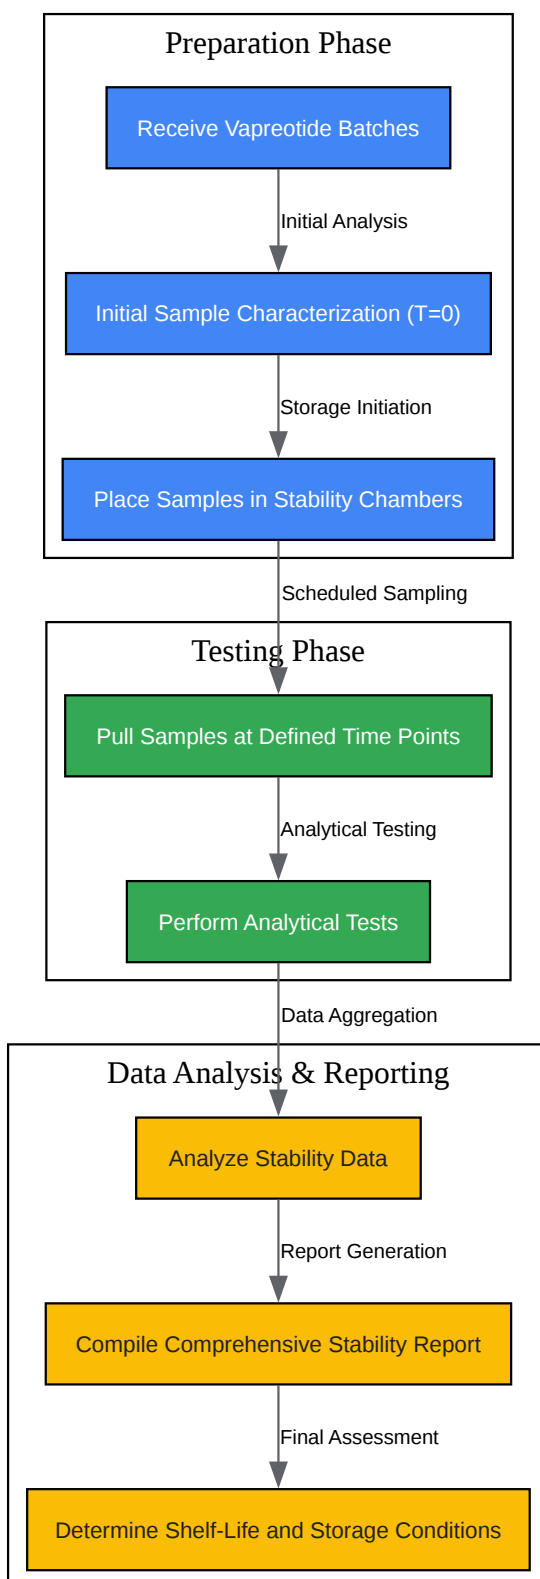 Preparation Phase
Receive Vapreotide Batches
Initial Analysis
Initial Sample Characterization (T=0)
Storage Initiation
Place Samples in Stability Chambers
Scheduled Sampling
Testing Phase
Pull Samples at Defined Time Points
Analytical Testing
Perform Analytical Tests
Data Aggregation
Data Analysis & Reporting
Analyze Stability Data
Report Generation
Compile Comprehensive Stability Report
Final Assessment
Determine Shelf-Life and Storage Conditions